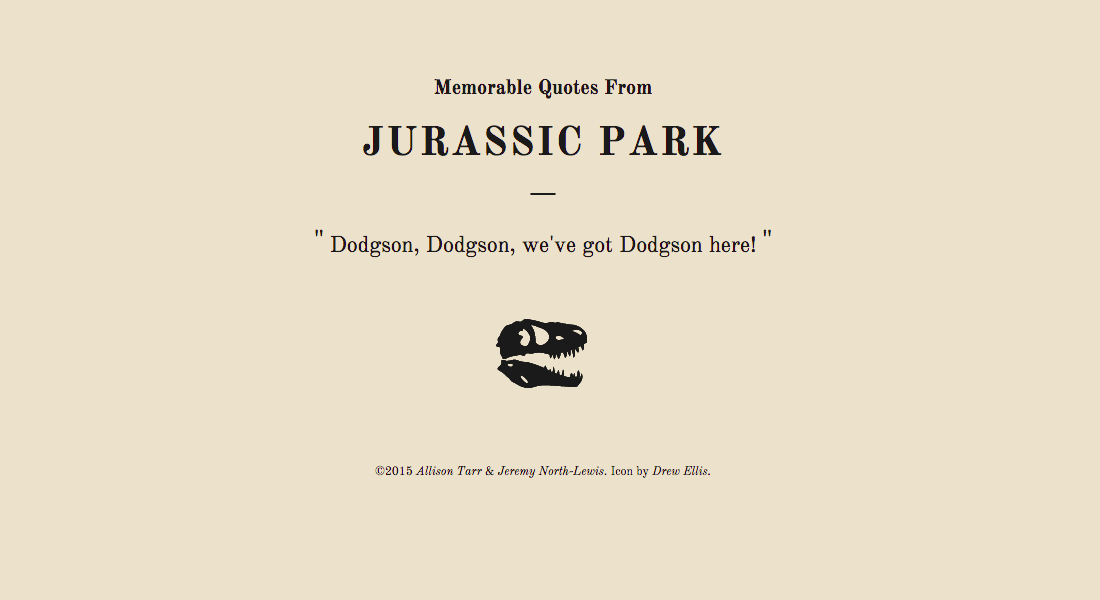 Memorable Quotes From
JURASSIC PARK
—
" Dodgson, Dodgson, we've got Dodgson here! "
©2015 Allison Tarr & Jeremy North-Lewis. Icon by Drew Ellis.